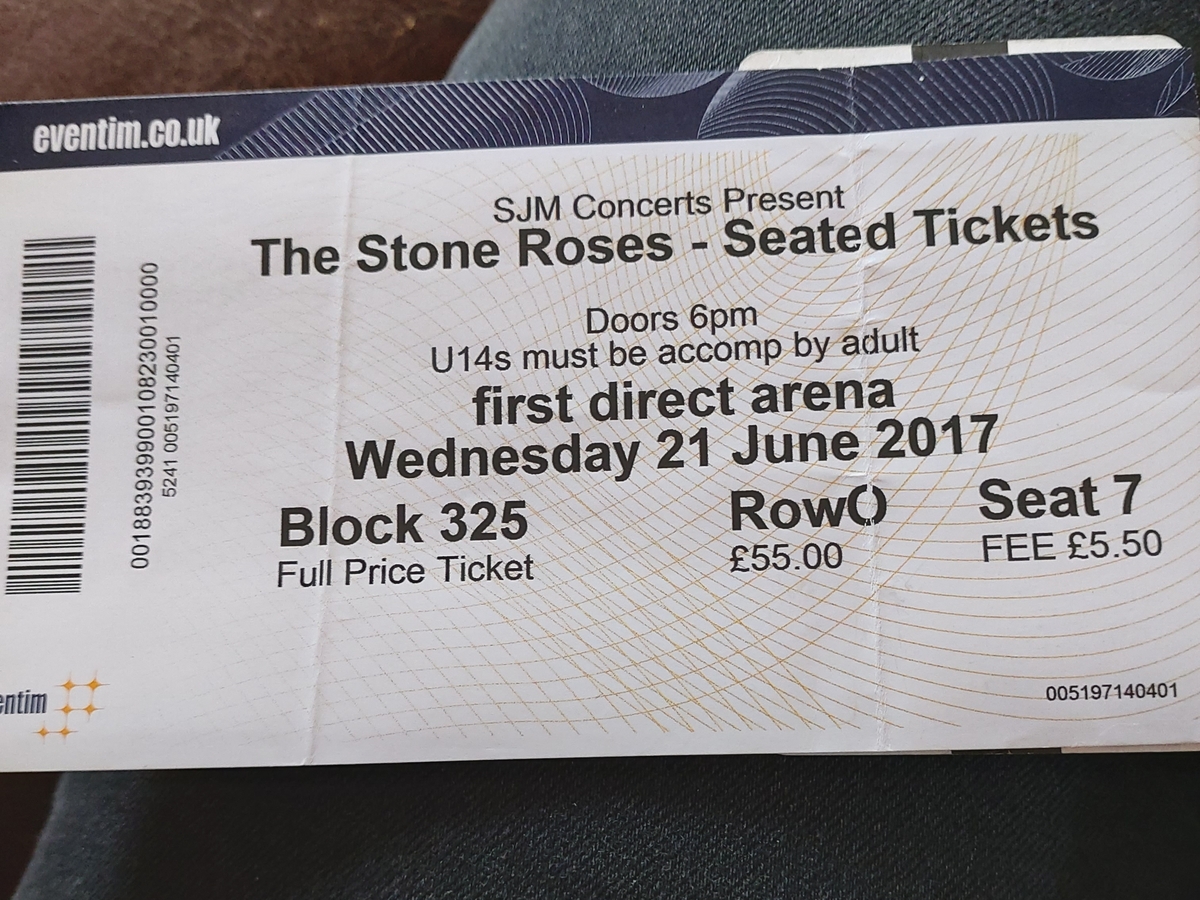 eventim.co.uk
SJM Concerts Present
The Stone Roses - Seated Tickets
Doors 6pm
U14s must be accomp by adult
first direct arena
Wednesday 21 June 2017
Block 325 RowO Seat 7
Full Price Ticket £55.00 FEE £5.50
005197140401
001883939900108230010000
5241 005197140401
entim